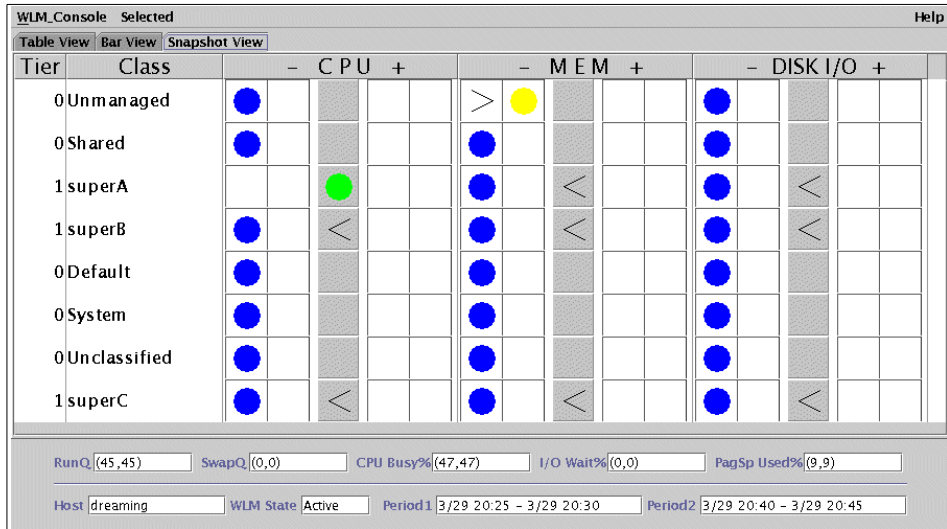 WLM_Console Selected Help
Table View Bar View Snapshot View
Tier Class - CPU + - MEM + - DISK I/O +
0 Unmanaged >
0 Shared
1 superA < <
1 superB < < <
0 Default
0 System
0 Unclassified
1 superC < < <
RunQ (45,45) SwapQ (0,0) CPU Busy% (47,47) I/O Wait% (0,0) PagSp Used% (9,9)
Host dreaming WLM State Active Period1 3/29 20:25 - 3/29 20:30 Period2 3/29 20:40 - 3/29 20:45